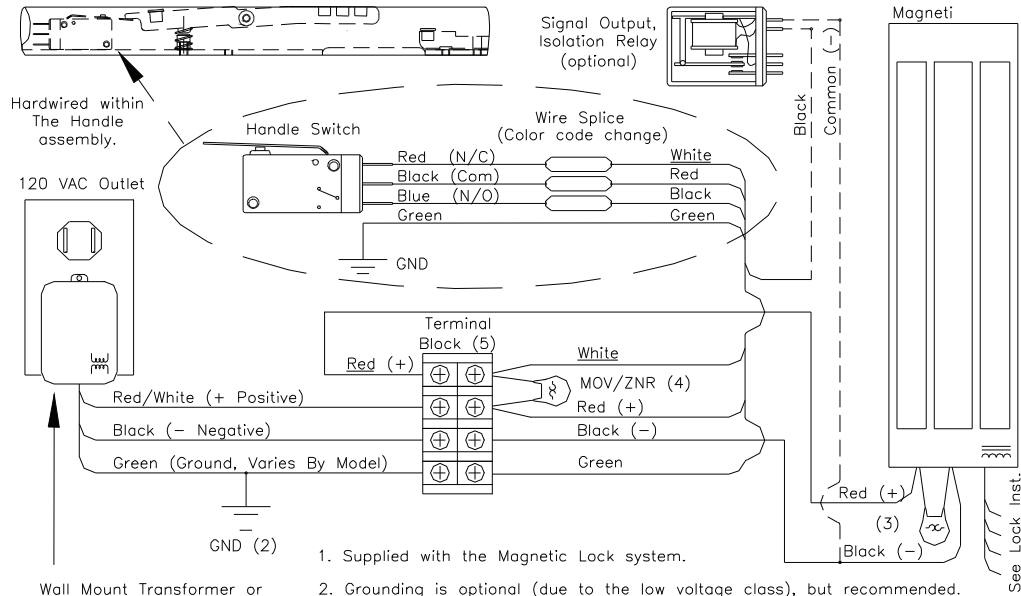 Magneti
Signal Output,
Isolation Relay
(optional)
Black
Common (-)
Hardwired within
The Handle
assembly.
Handle Switch
Wire Splice
(Color code change)
Red (N/C)
White
Black (Com)
Red
Blue (N/O)
Black
Green
Green
GND
120 VAC Outlet
Terminal
Block (5)
Red (+)
White
MOV/ZNR (4)
Red/White (+ Positive)
Red (+)
Black (- Negative)
Black (-)
Green (Ground, Varies By Model)
Green
GND (2)
Red (+)
(3)
Black (-)
See Lock Inst.
1. Supplied with the Magnetic Lock system.
Wall Mount Transformer or
2. Grounding is optional (due to the low voltage class), but recommended.